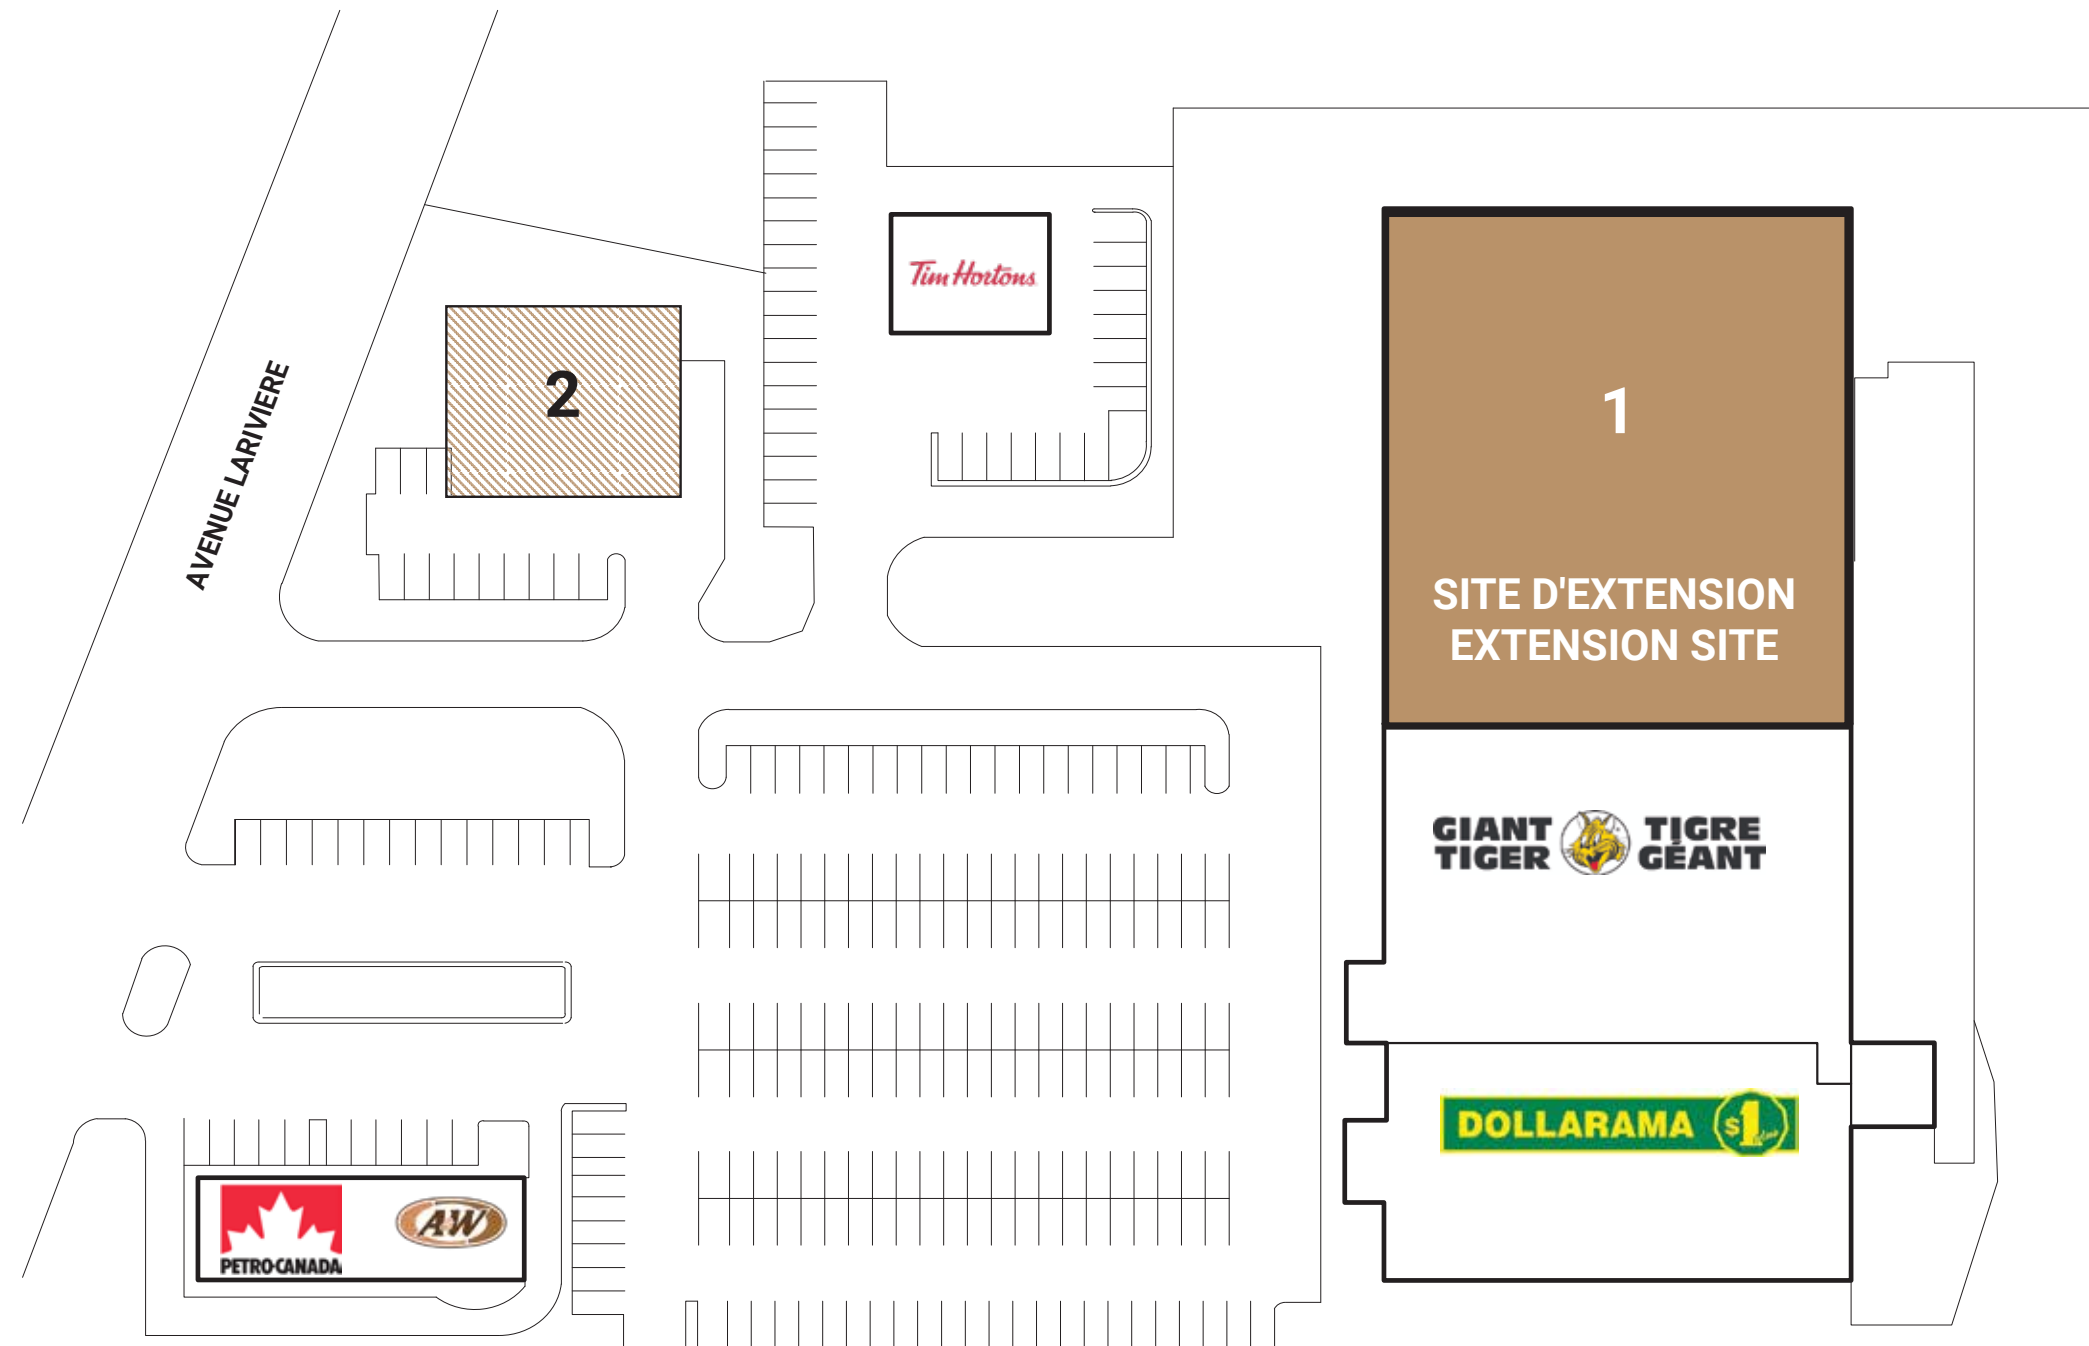 Tim Hortons
2
1
AVENUE LARIVIERE
SITE D'EXTENSION
EXTENSION SITE
GIANT TIGER
TIGRE GÉANT
DOLLARAMA $1
A&W
PETRO-CANADA